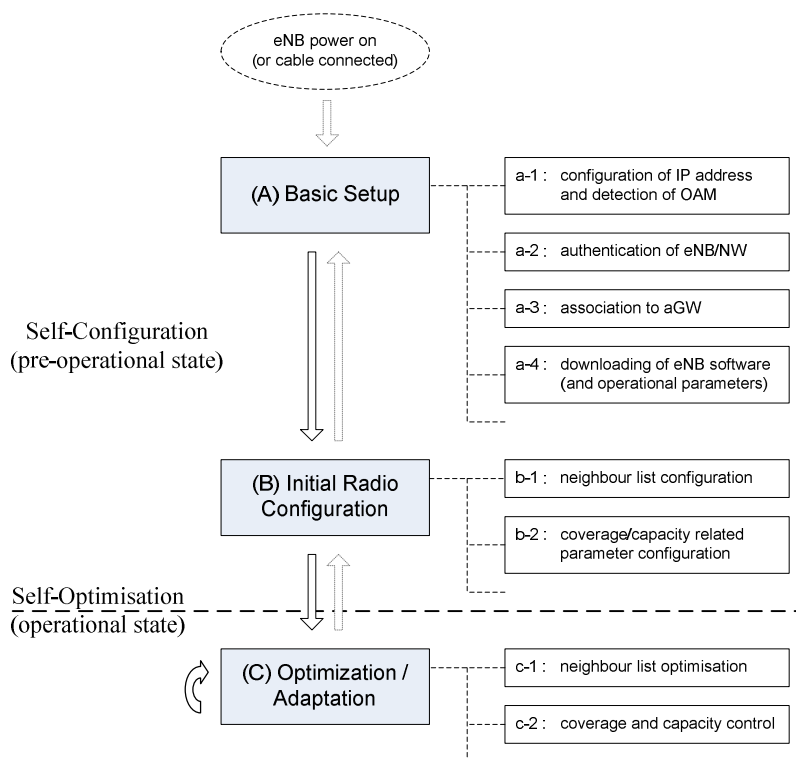 eNB power on
(or cable connected)
(A) Basic Setup
a-1 : configuration of IP address
and detection of OAM
a-2 : authentication of eNB/NW
a-3 : association to aGW
a-4 : downloading of eNB software
(and operational parameters)
Self-Configuration
(pre-operational state)
(B) Initial Radio
Configuration
b-1 : neighbour list configuration
b-2 : coverage/capacity related
parameter configuration
Self-Optimisation
(operational state)
(C) Optimization /
Adaptation
c-1 : neighbour list optimisation
c-2 : coverage and capacity control